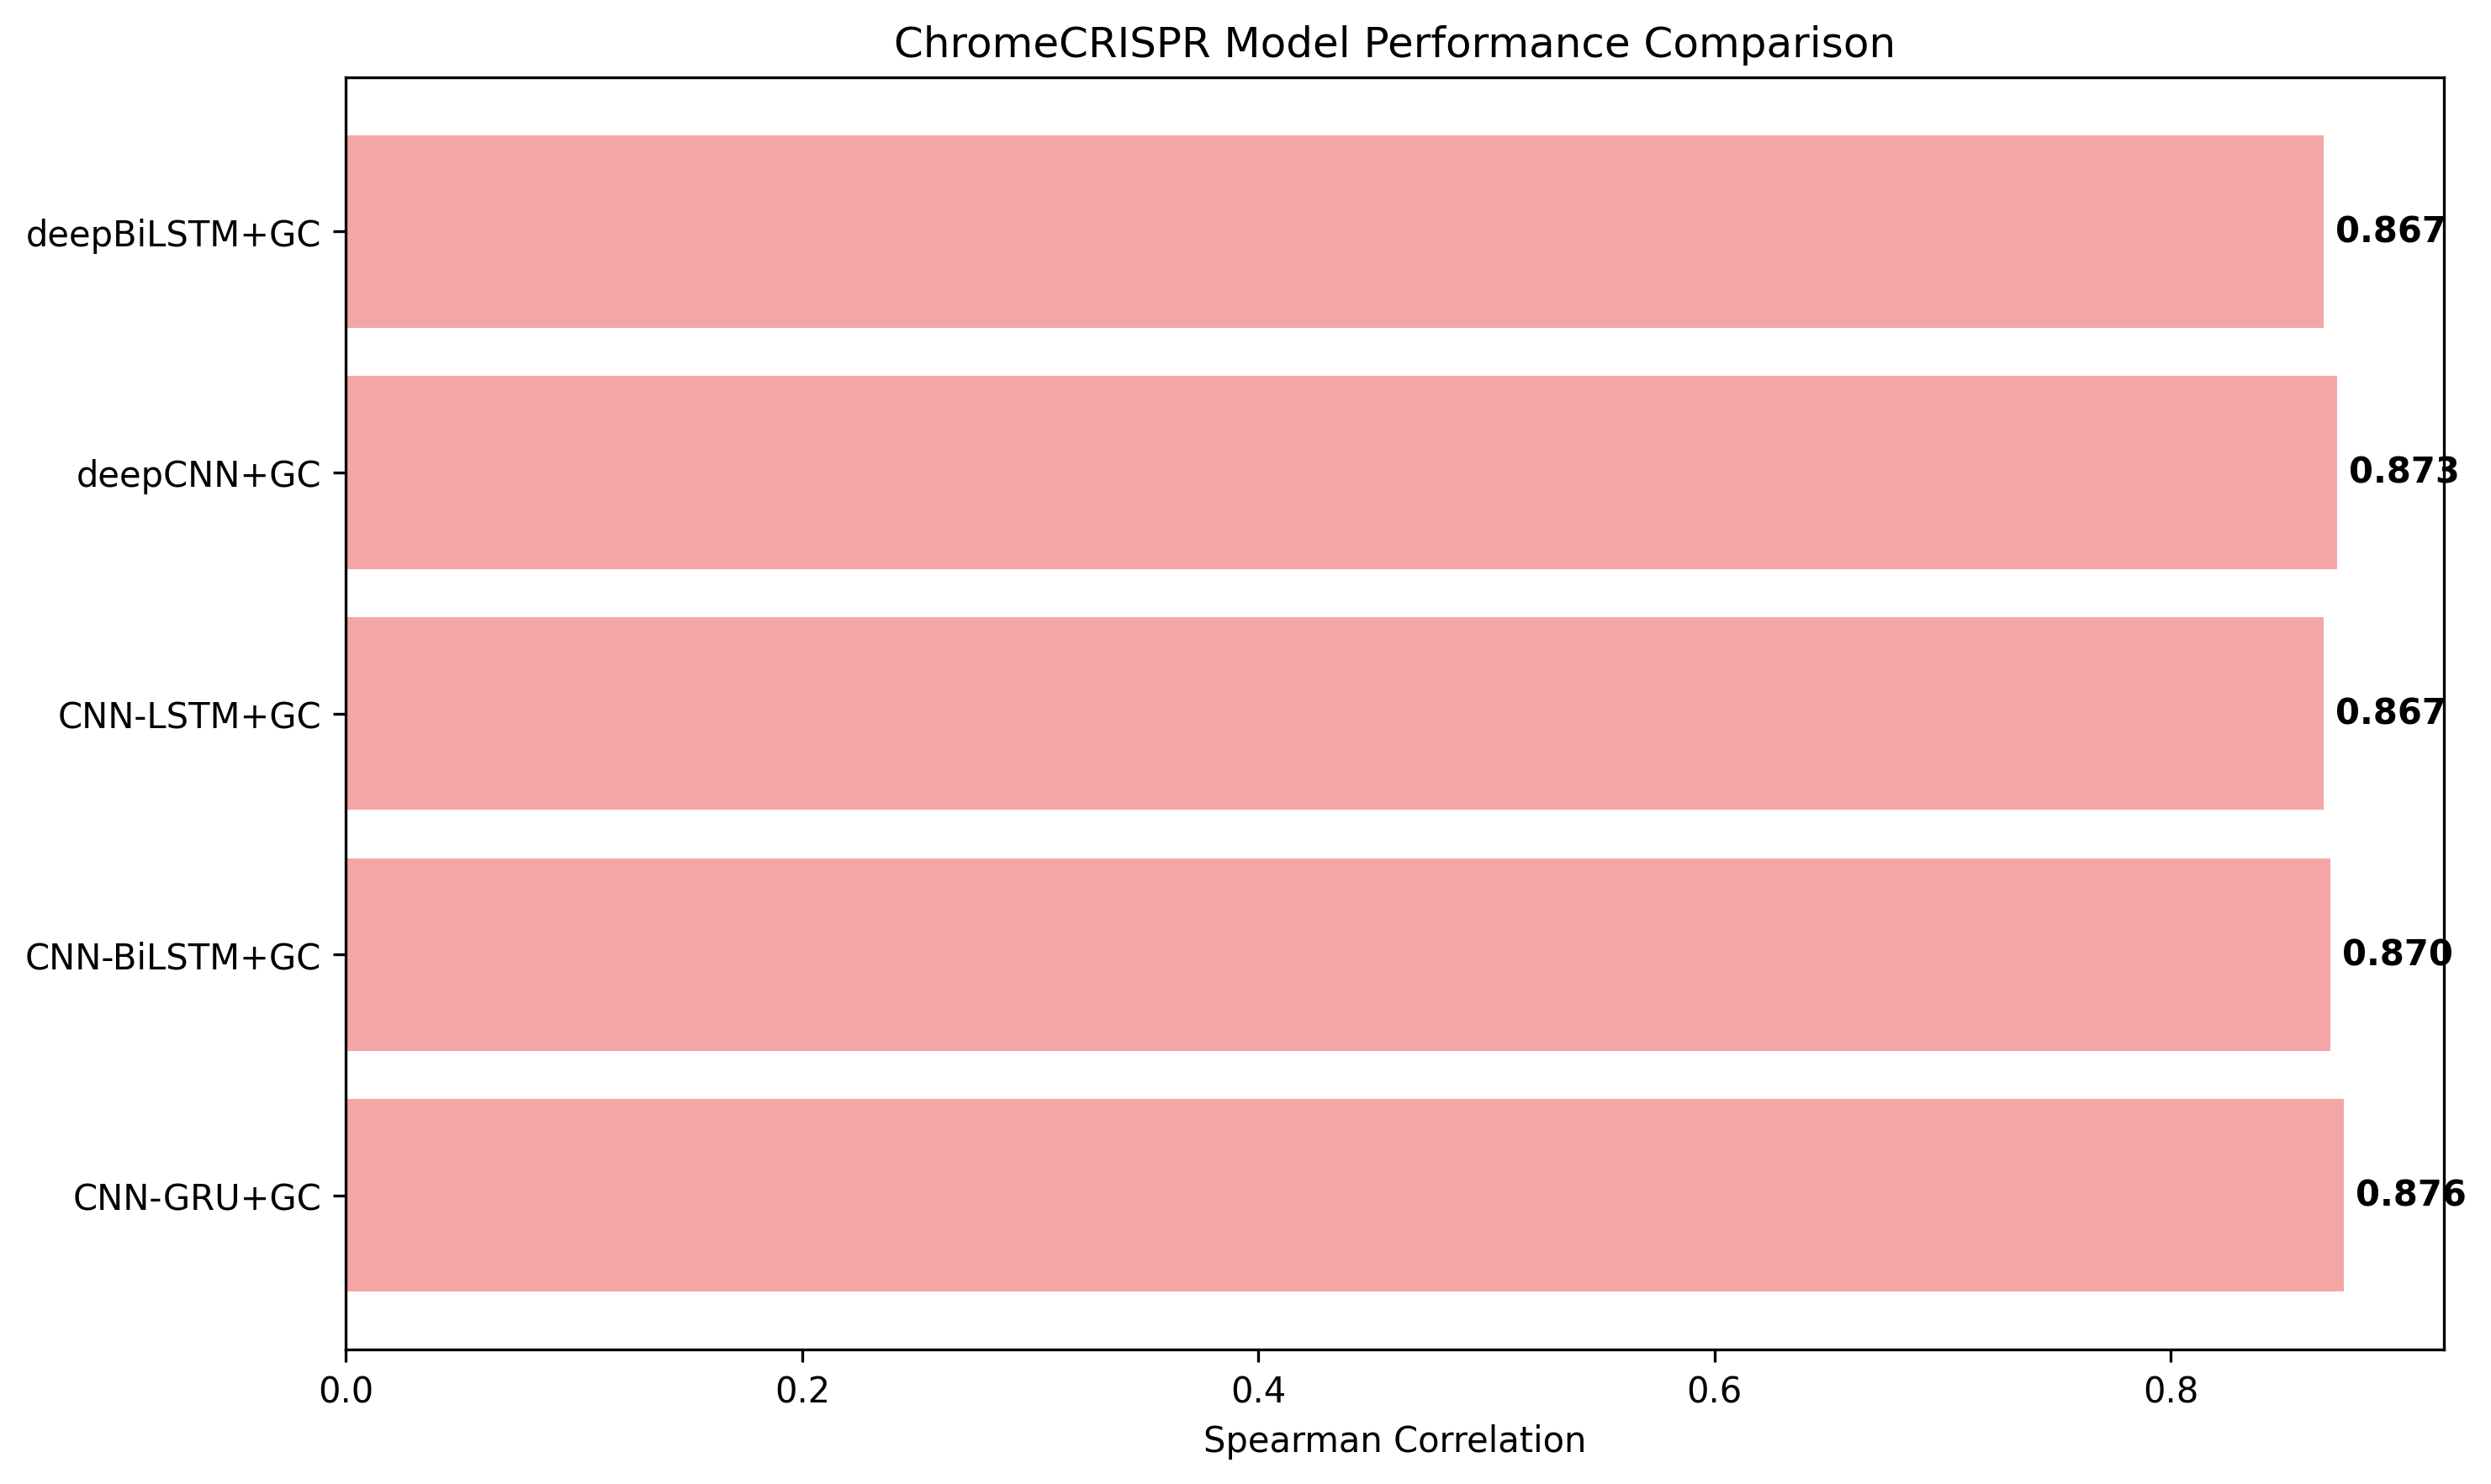 ChromeCRISPR Model Performance Comparison
deepBiLSTM+GC
0.867
deepCNN+GC
0.873
CNN-LSTM+GC
0.867
CNN-BiLSTM+GC
0.870
CNN-GRU+GC
0.876
0.0 0.2 0.4 0.6 0.8
Spearman Correlation